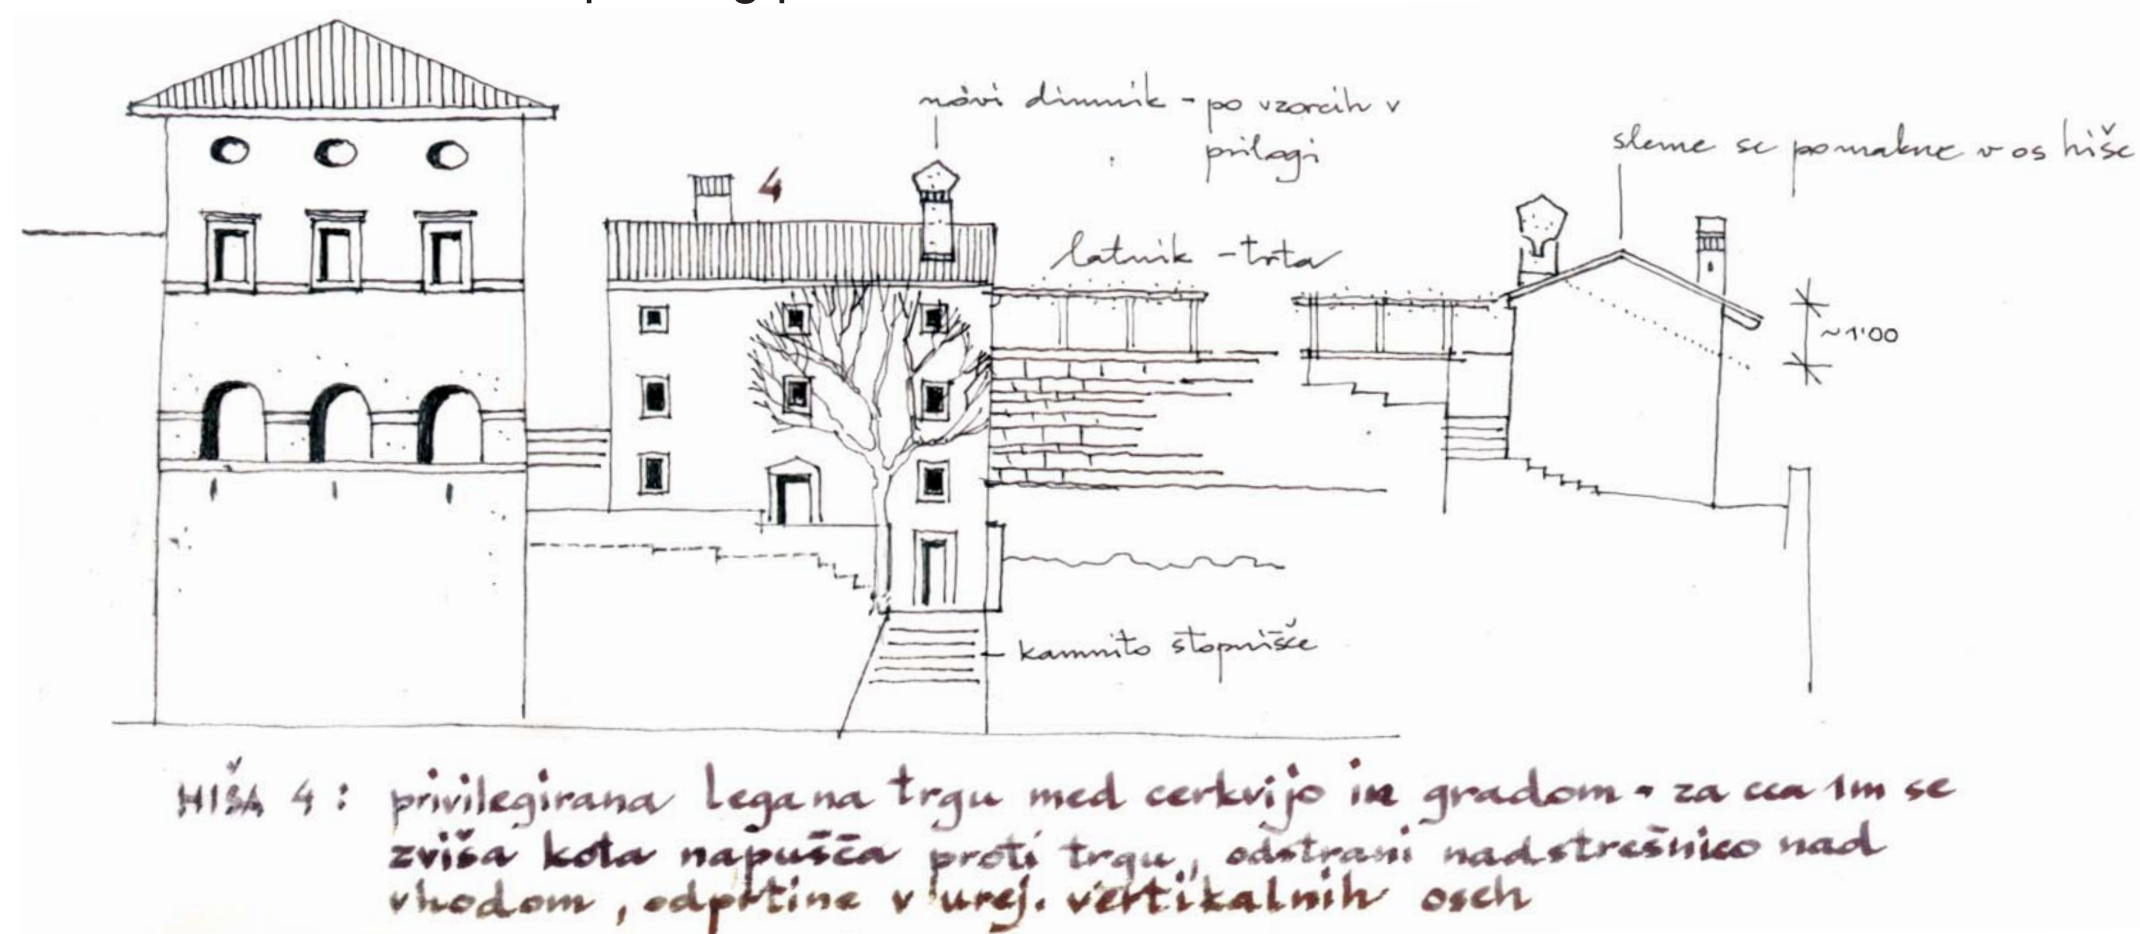 novi dimnik - po vzorcih v
prilogi
sleme se pomakne v os hiše
4
latnik - trta
~1'00
kamnito stopnišče
HIŠA 4: privilegirana lega na trgu med cerkvijo in gradom - za cca 1m se
zviša kota napušča proti trgu, odstrani nadstrešnico nad
vhodom, odprtine v urej. vertikalnih oseh